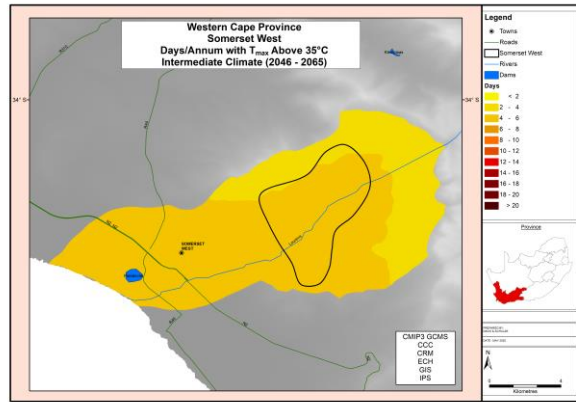 Western Cape Province
Somerset West
Days/Annum with Tmax Above 35°C
Intermediate Climate (2046 - 2065)
34° S
34° S
SOMERSET
WEST
CMIP3 GCMS
CCC
CRM
ECH
GIS
IPS
Legend
Towns
Roads
Somerset West
Rivers
Dams
Days
< 2
2 - 4
4 - 6
6 - 8
8 - 10
10 - 12
12 - 14
14 - 16
16 - 18
18 - 20
> 20
Province
N
Kilometres